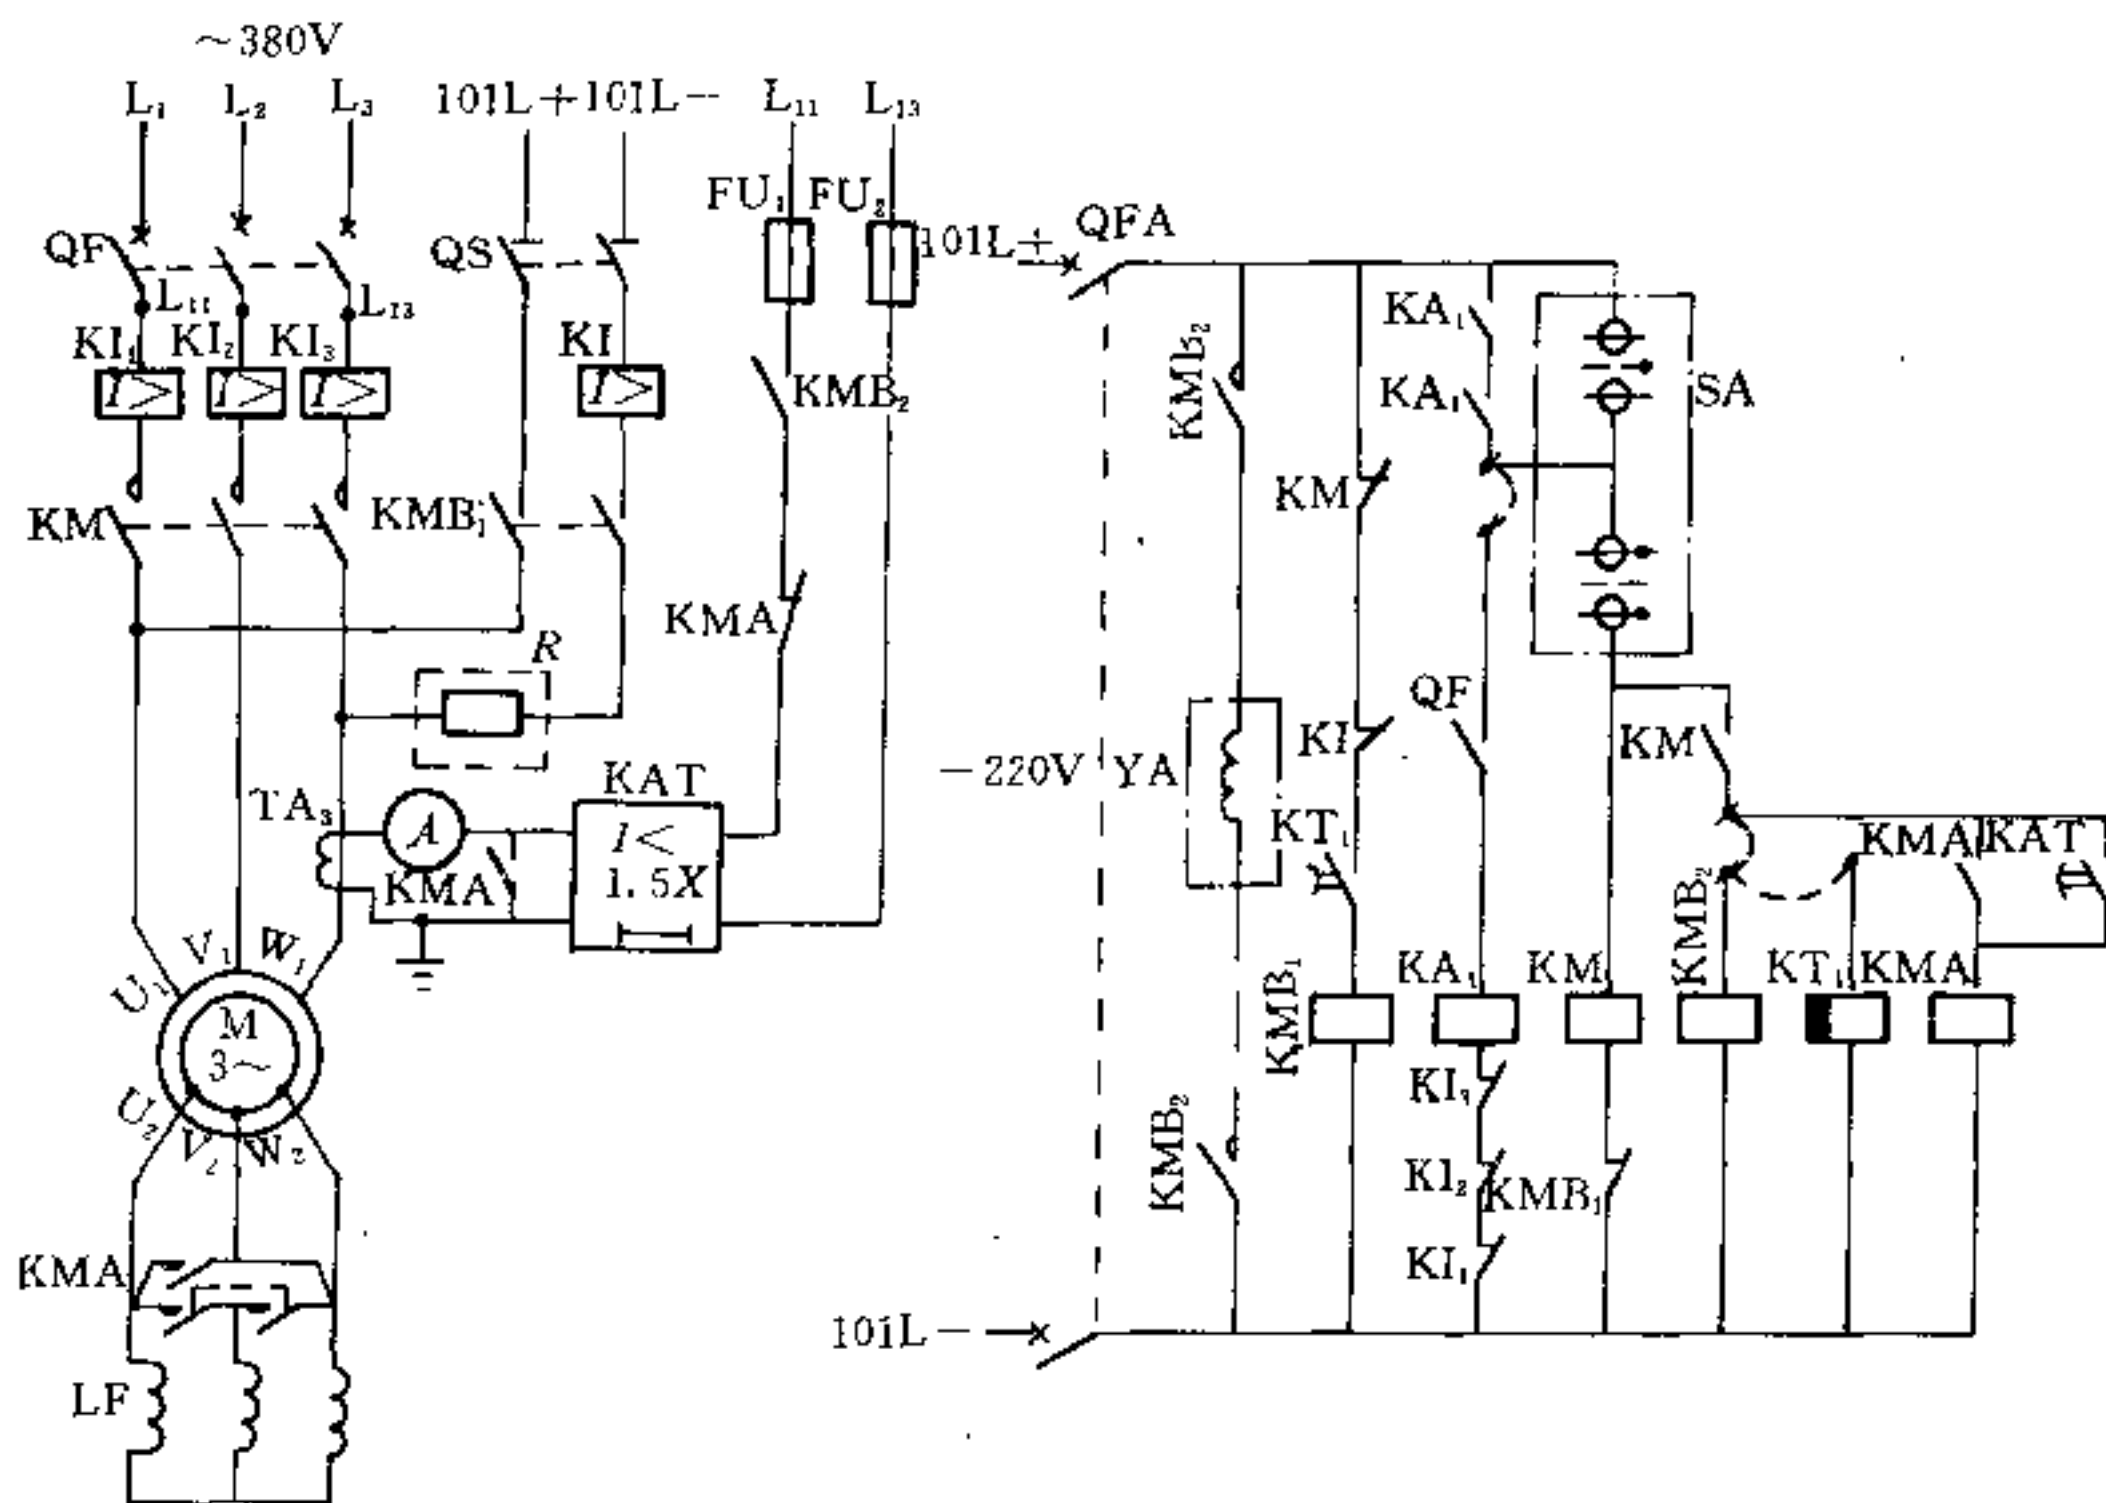 ~380V
L₁ L₂ L₃ 101L+ 101L- L₁₁ L₁₃
FU₁ FU₂
QF QS 101L+ QFA
L₁₁ L₁₃
KI₁ KI₂ KI₃ KI
I> I> I> I>
KMB₂ KMB₂ KA₁ KA₁ SA
KM KMB₁ KM
KMA
R
QF
KI KM
-220V YA
TA₃ A KAT KT₁
I<
1.5X
KMA
KMB₂ KMA KAT
U₁ V₁ W₁
KMB₁ KA₁ KM KT₁ KMA
M
3~
U₂ V₂ W₂
KI₃
KMB₂ KI₂ KMB₁
KI₁
KMA
101L-
LF